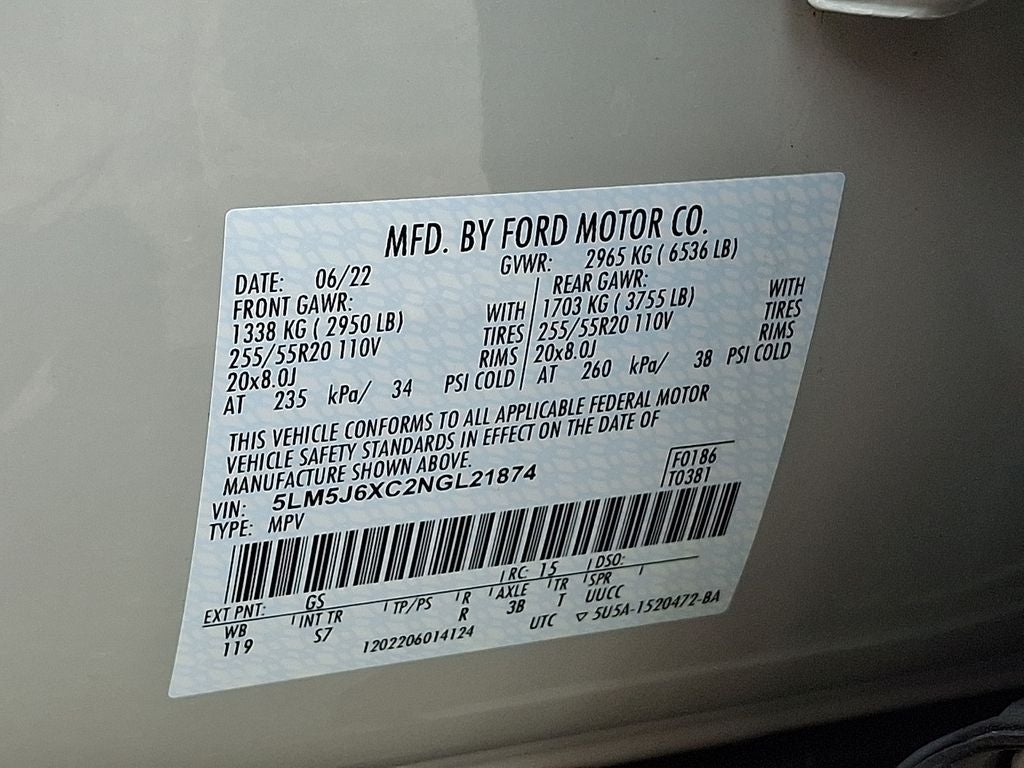 MFD. BY FORD MOTOR CO.
DATE: 06/22 GVWR: 2965 KG ( 6536 LB)
FRONT GAWR: REAR GAWR:
1338 KG ( 2950 LB) WITH 1703 KG ( 3755 LB) WITH
255/55R20 110V TIRES 255/55R20 110V TIRES
20x8.0J RIMS 20x8.0J RIMS
AT 235 kPa/ 34 PSI COLD AT 260 kPa/ 38 PSI COLD
THIS VEHICLE CONFORMS TO ALL APPLICABLE FEDERAL MOTOR
VEHICLE SAFETY STANDARDS IN EFFECT ON THE DATE OF
MANUFACTURE SHOWN ABOVE.
VIN: 5LM5J6XC2NGL21874 F0186
TYPE: MPV T0381
EXT PNT: GS RC: 15 DSO:
WB INT TR TP/PS R AXLE TR SPR
119 S7 R 3B T UUCC
1202206014124 UTC ▽ 5U5A-1520472-BA